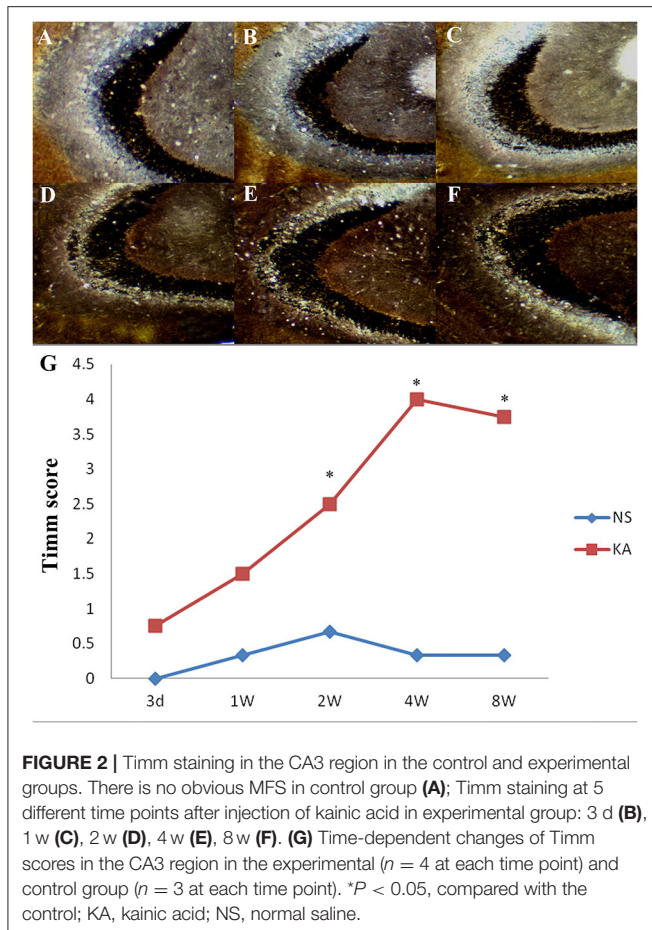 A B C
D E F
G
4.5
4
3.5
3
2.5
2
1.5
1
0.5
0
Timm score
* * *
NS
KA
3d 1W 2W 4W 8W
FIGURE 2 | Timm staining in the CA3 region in the control and experimental
groups. There is no obvious MFS in control group (A); Timm staining at 5
different time points after injection of kainic acid in experimental group: 3 d (B),
1 w (C), 2 w (D), 4 w (E), 8 w (F). (G) Time-dependent changes of Timm
scores in the CA3 region in the experimental (n = 4 at each time point) and
control group (n = 3 at each time point). *P < 0.05, compared with the
control; KA, kainic acid; NS, normal saline.